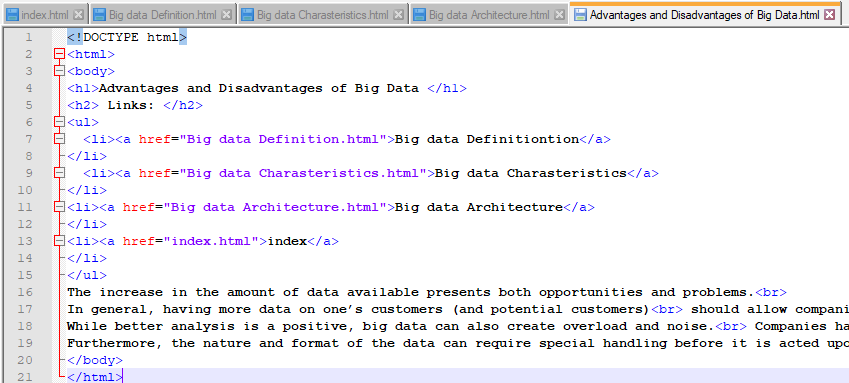 index.html Big data Definition.html Big data Charasteristics.html Big data Architecture.html Advantages and Disadvantages of Big Data.html
1 <!DOCTYPE html>
2 <html>
3 <body>
4 <h1>Advantages and Disadvantages of Big Data </h1>
5 <h2> Links: </h2>
6 <ul>
7 <li><a href="Big data Definition.html">Big data Definitiontion</a>
8 </li>
9 <li><a href="Big data Charasteristics.html">Big data Charasteristics</a>
10 </li>
11 <li><a href="Big data Architecture.html">Big data Architecture</a>
12 </li>
13 <li><a href="index.html">index</a>
14 </li>
15 </ul>
16 The increase in the amount of data available presents both opportunities and problems.<br>
17 In general, having more data on one’s customers (and potential customers)<br> should allow compani
18 While better analysis is a positive, big data can also create overload and noise.<br> Companies ha
19 Furthermore, the nature and format of the data can require special handling before it is acted upo
20 </body>
21 </html>